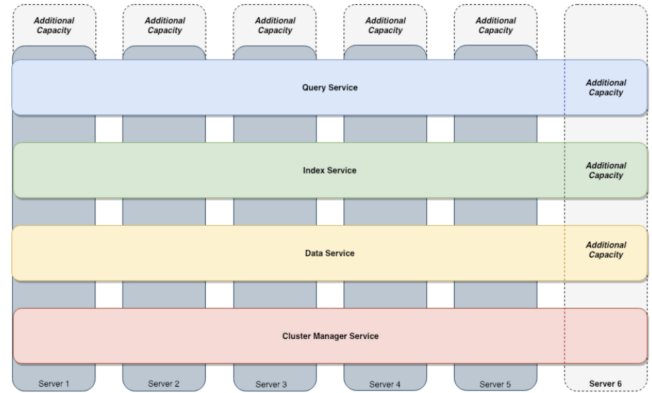 Additional
Capacity
Additional
Capacity
Additional
Capacity
Additional
Capacity
Additional
Capacity
Query Service
Additional
Capacity
Index Service
Additional
Capacity
Data Service
Additional
Capacity
Cluster Manager Service
Server 1
Server 2
Server 3
Server 4
Server 5
Server 6